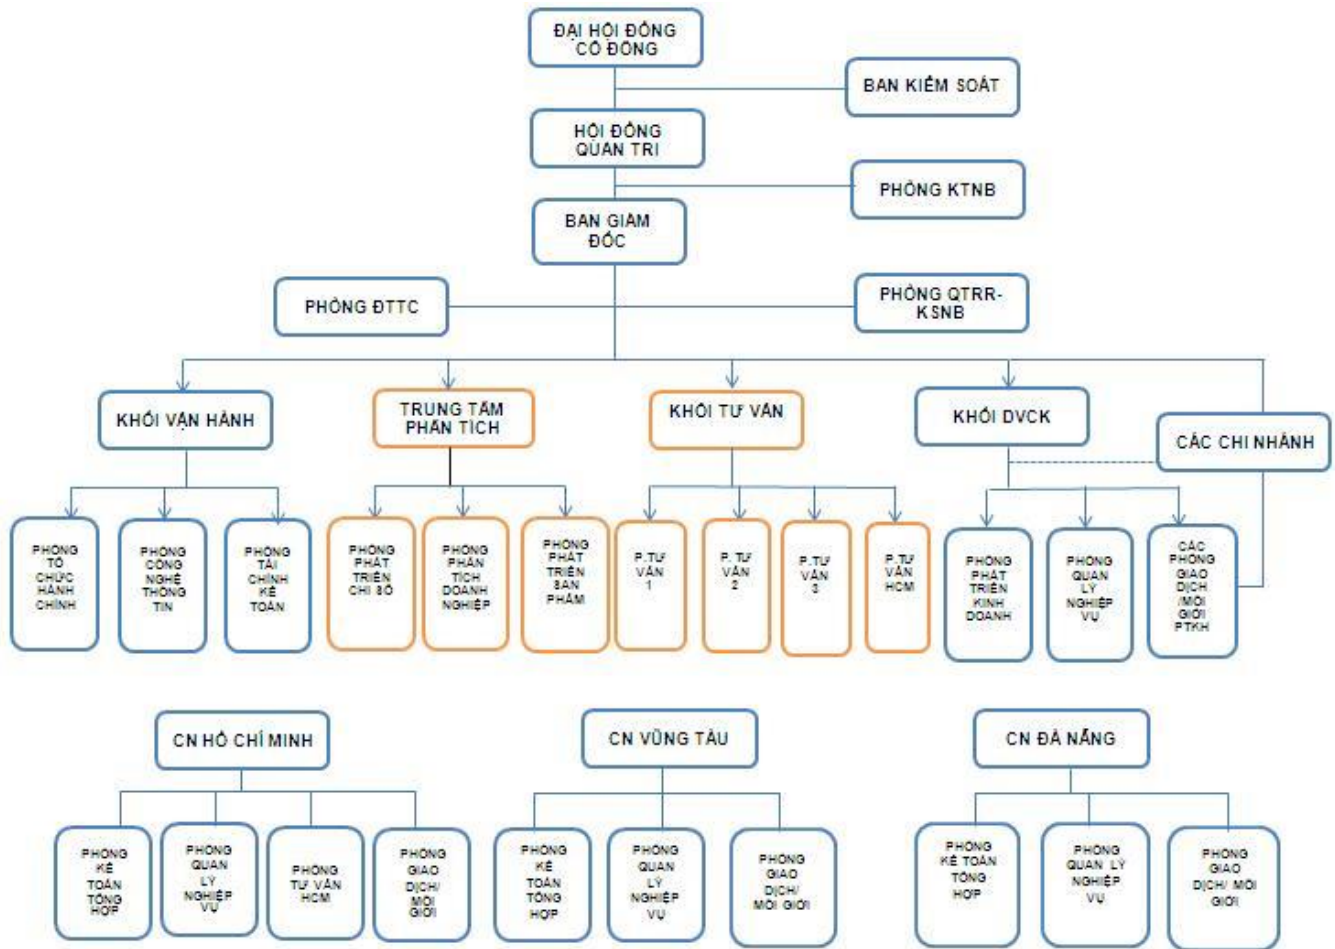 ĐẠI HỘI ĐỒNG
CỔ ĐÔNG
BAN KIỂM SOÁT
HỘI ĐỒNG
QUẢN TRỊ
PHÒNG KTNB
BAN GIÁM
ĐỐC
PHÒNG ĐTTC
PHÒNG QTRR-
KSNB
KHỐI VẬN HÀNH
TRUNG TÂM
PHÂN TÍCH
KHỐI TƯ VẤN
KHỐI DVCK
CÁC CHI NHÁNH
PHÒNG
TỔ
CHỨC
HÀNH
CHÍNH
PHÒNG
CÔNG
NGHỆ
THÔNG
TIN
PHÒNG
TÀI
CHÍNH
KẾ
TOÁN
PHÒNG
PHÁT
TRIỂN
CHỈ SỐ
PHÒNG
PHÂN
TÍCH
DOANH
NGHIỆP
PHÒNG
PHÁT
TRIỂN
SẢN
PHẨM
P.TƯ
VẤN
1
P. TƯ
VẤN
2
P.TƯ
VẤN
3
P.TƯ
VẤN
HCM
PHÒNG
PHÁT
TRIỂN
KINH
DOANH
PHÒNG
QUẢN
LÝ
NGHIỆP
VỤ
CÁC
PHÒNG
GIAO
DỊCH
/MÔI
GIỚI
PTKH
CN HỒ CHÍ MINH
PHÒNG
KẾ
TOÁN
TỔNG
HỢP
PHÒNG
QUẢN
LÝ
NGHIỆP
VỤ
PHÒNG
TƯ VẤN
HCM
PHÒNG
GIAO
DỊCH/
MÔI
GIỚI
CN VŨNG TÀU
PHÒNG
KẾ
TOÁN
TỔNG
HỢP
PHÒNG
QUẢN
LÝ
NGHIỆP
VỤ
PHÒNG
GIAO
DỊCH/
MÔI GIỚI
CN ĐÀ NẴNG
PHÒNG
KẾ TOÁN
TỔNG
HỢP
PHÒNG
QUẢN LÝ
NGHIỆP
VỤ
PHÒNG
GIAO
DỊCH/ MÔI
GIỚI